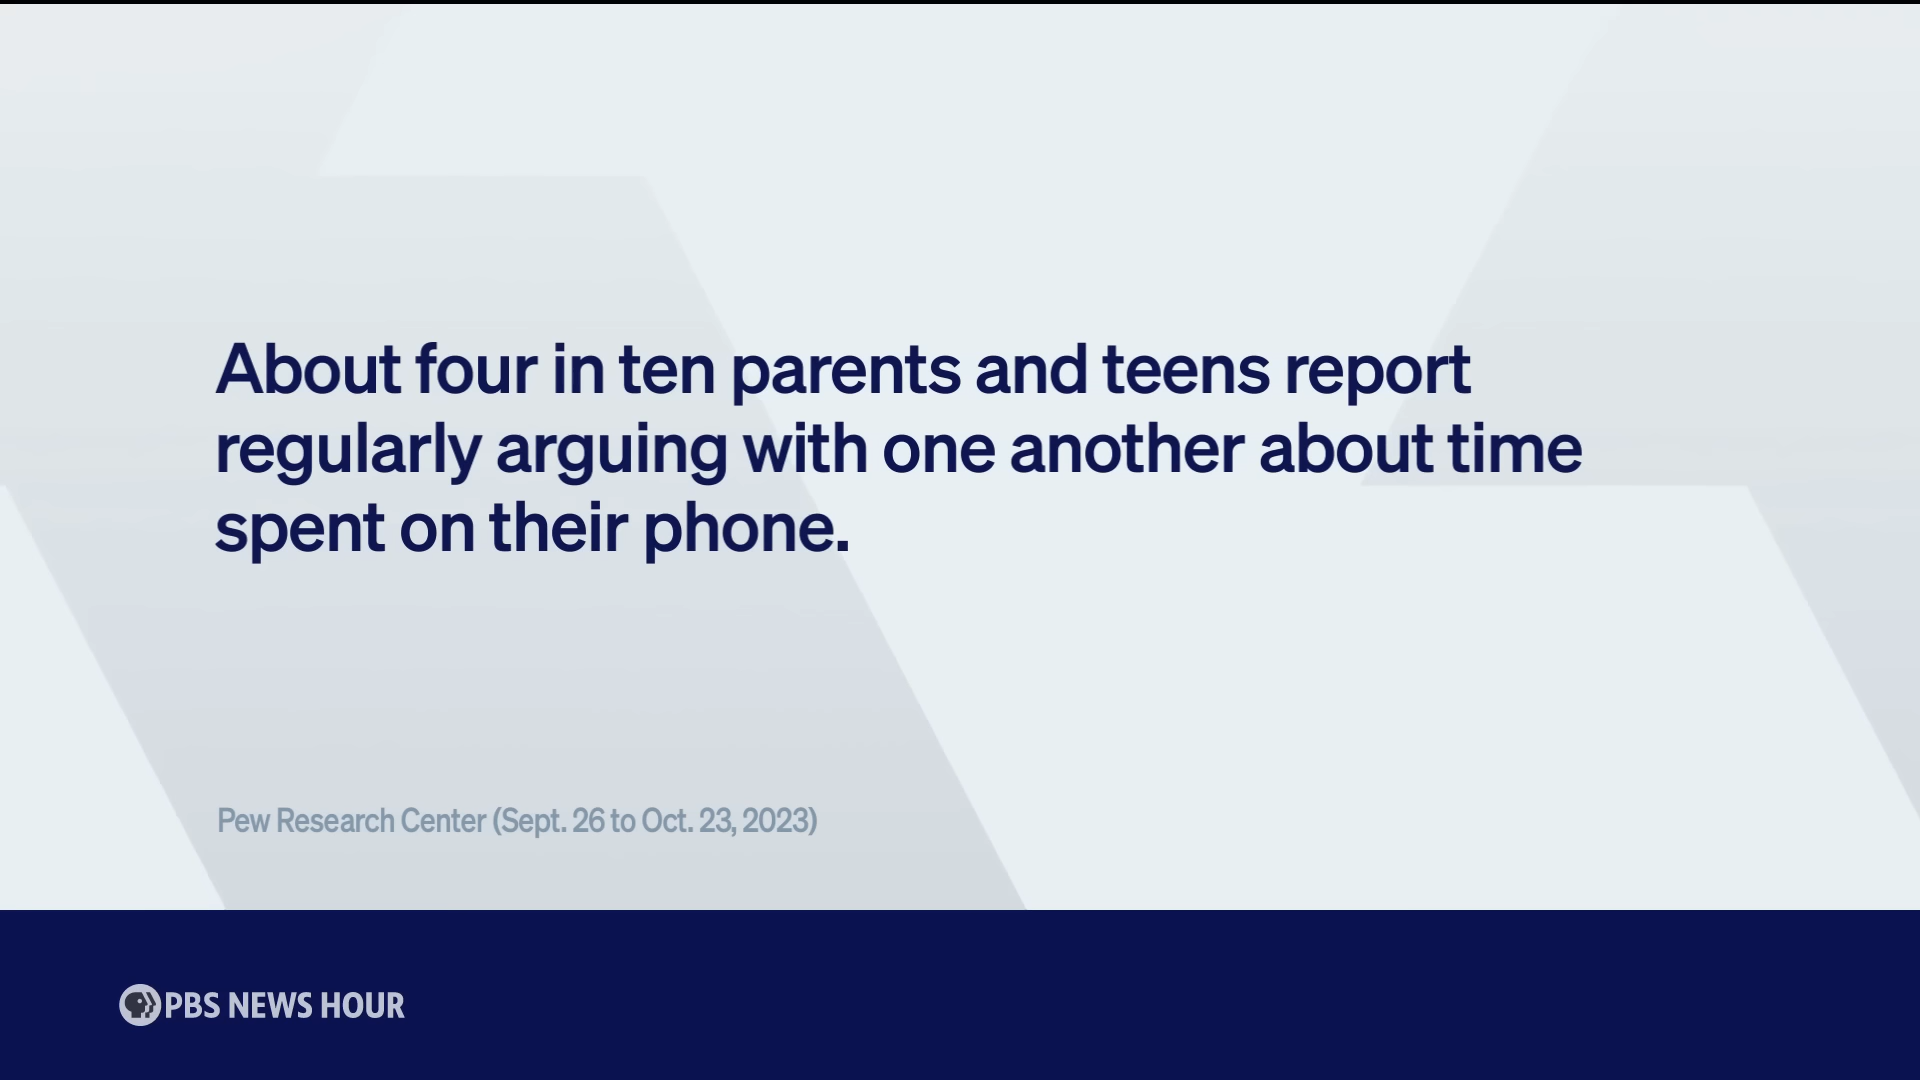 About four in ten parents and teens report
regularly arguing with one another about time
spent on their phone.
Pew Research Center (Sept. 26 to Oct. 23, 2023)
PBS NEWS HOUR